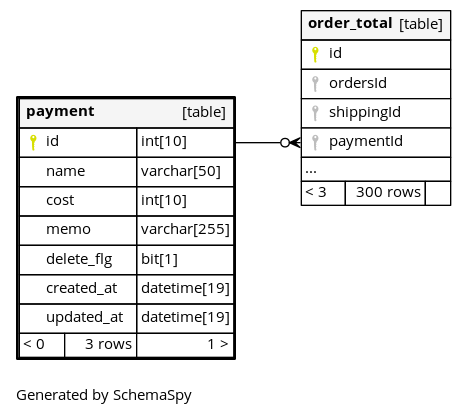 order_total [table]
id
ordersId
shippingId
paymentId
...
< 3 300 rows
payment [table]
id int[10]
name varchar[50]
cost int[10]
memo varchar[255]
delete_flg bit[1]
created_at datetime[19]
updated_at datetime[19]
< 0 3 rows 1 >
Generated by SchemaSpy